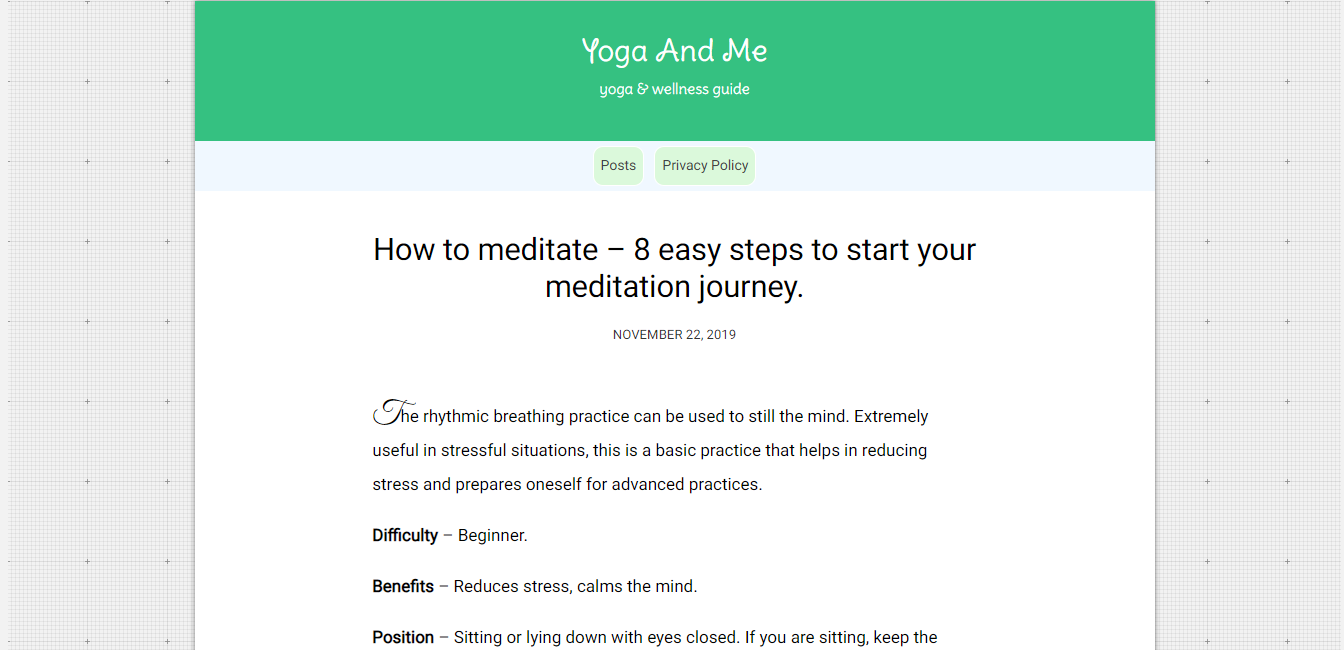 Yoga And Me
yoga & wellness guide
Posts
Privacy Policy
How to meditate – 8 easy steps to start your
meditation journey.
NOVEMBER 22, 2019
The rhythmic breathing practice can be used to still the mind. Extremely
useful in stressful situations, this is a basic practice that helps in reducing
stress and prepares oneself for advanced practices.
Difficulty – Beginner.
Benefits – Reduces stress, calms the mind.
Position – Sitting or lying down with eyes closed. If you are sitting, keep the